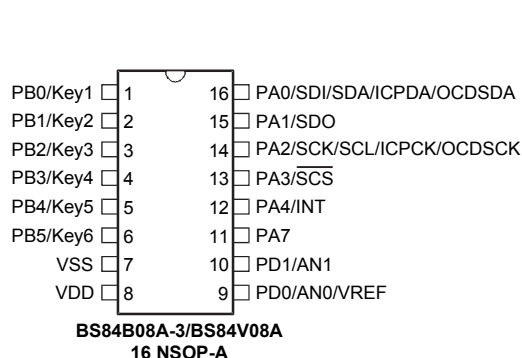 PB0/Key1 1 16 PA0/SDI/SDA/ICPDA/OCDSDA
PB1/Key2 2 15 PA1/SDO
PB2/Key3 3 14 PA2/SCK/SCL/ICPCK/OCDSCK
PB3/Key4 4 13 PA3/S̅C̅S̅
PB4/Key5 5 12 PA4/INT
PB5/Key6 6 11 PA7
VSS 7 10 PD1/AN1
VDD 8 9 PD0/AN0/VREF
BS84B08A-3/BS84V08A
16 NSOP-A